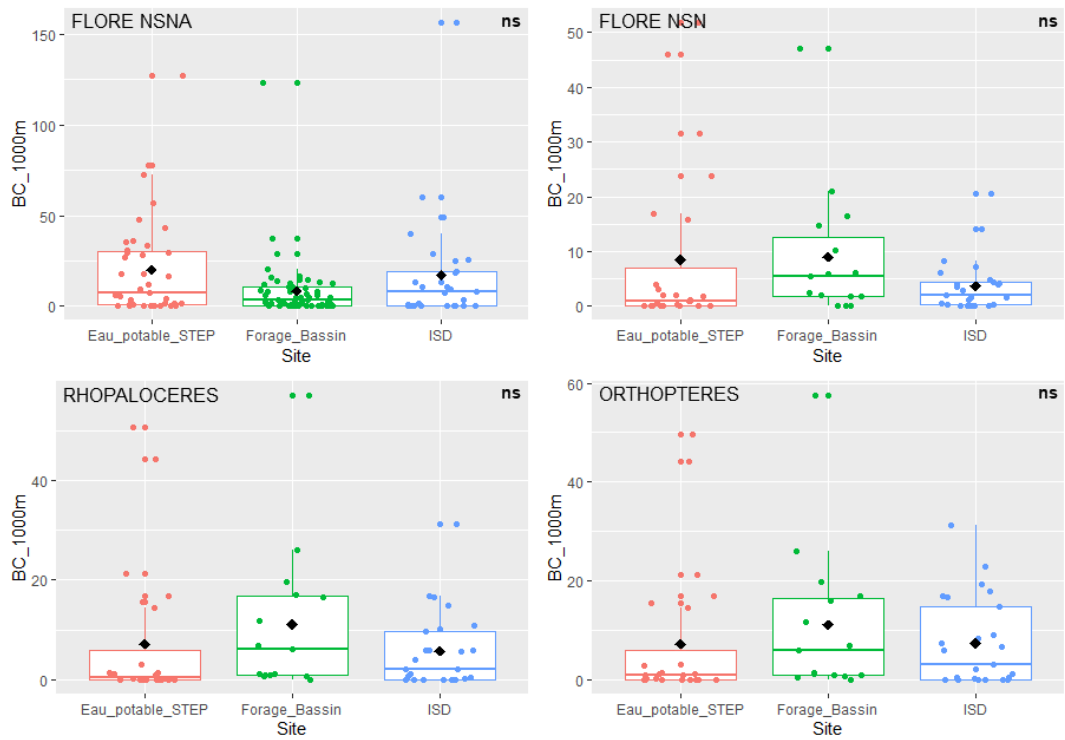 FLORE NSNA
ns
150
100
50
0
BC_1000m
Eau_potable_STEP
Forage_Bassin
ISD
Site
FLORE NSN
ns
50
40
30
20
10
0
BC_1000m
Eau_potable_STEP
Forage_Bassin
ISD
Site
RHOPALOCERES
ns
40
20
0
BC_1000m
Eau_potable_STEP
Forage_Bassin
ISD
Site
ORTHOPTERES
ns
60
40
20
0
BC_1000m
Eau_potable_STEP
Forage_Bassin
ISD
Site